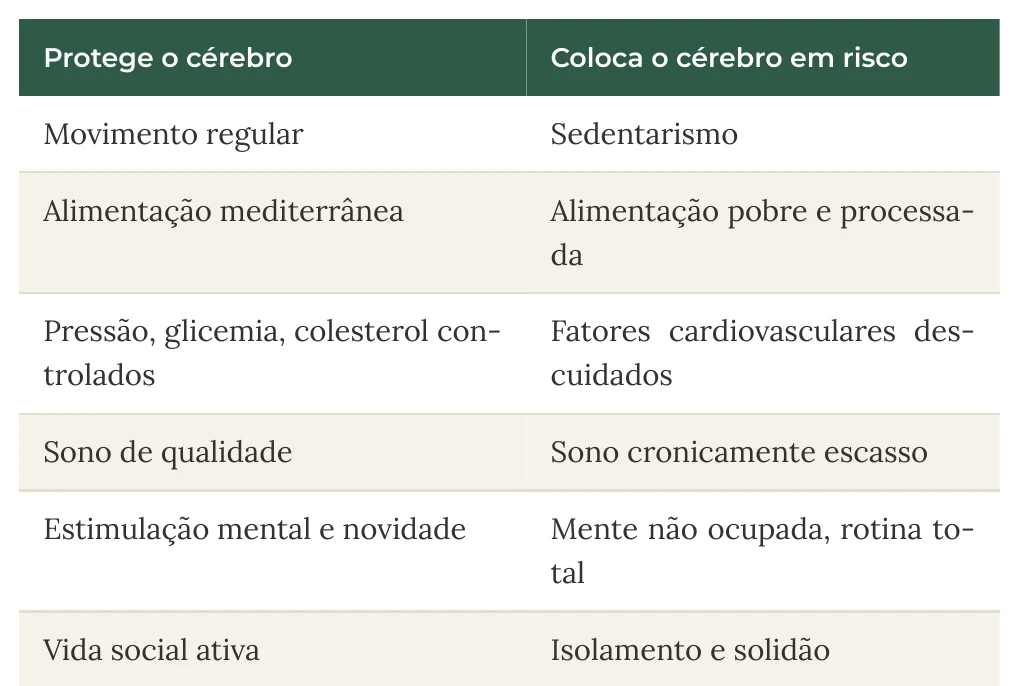 Protege o cérebro
Coloca o cérebro em risco
Movimento regular
Sedentarismo
Alimentação mediterrânea
Alimentação pobre e processa-
da
Pressão, glicemia, colesterol con-
trolados
Fatores cardiovasculares des-
cuidados
Sono de qualidade
Sono cronicamente escasso
Estimulação mental e novidade
Mente não ocupada, rotina to-
tal
Vida social ativa
Isolamento e solidão